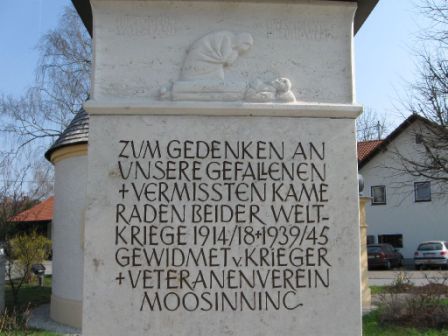 ZUM GEDENKEN AN
UNSERE GEFALLENEN
+ VERMISSTEN KAME
RADEN BEIDER WELT-
KRIEGE 1914/18+1939/45
GEWIDMET v. KRIEGER
+ VETERANENVEREIN
MOOSINNING